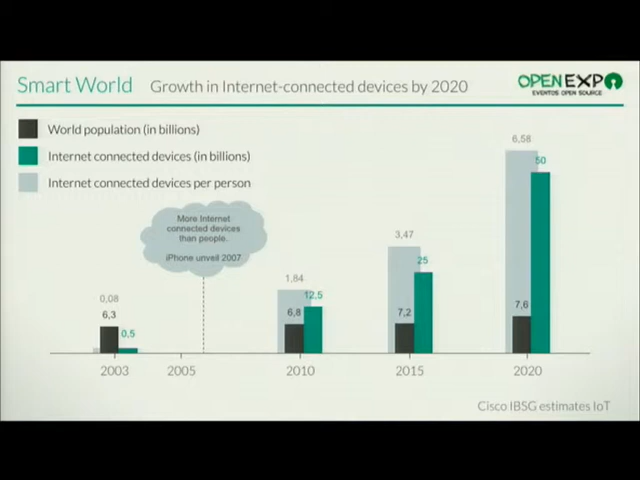 Smart World
Growth in Internet-connected devices by 2020
OPENEXPO
EVENTOS OPEN SOURCE
World population (in billions)
Internet connected devices (in billions)
Internet connected devices per person
More Internet
connected devices
than people.
iPhone unveil 2007
0,08
6,3
0,5
1,84
6,8
12,5
3,47
7,2
25
6,58
7,6
50
2003
2005
2010
2015
2020
Cisco IBSG estimates IoT